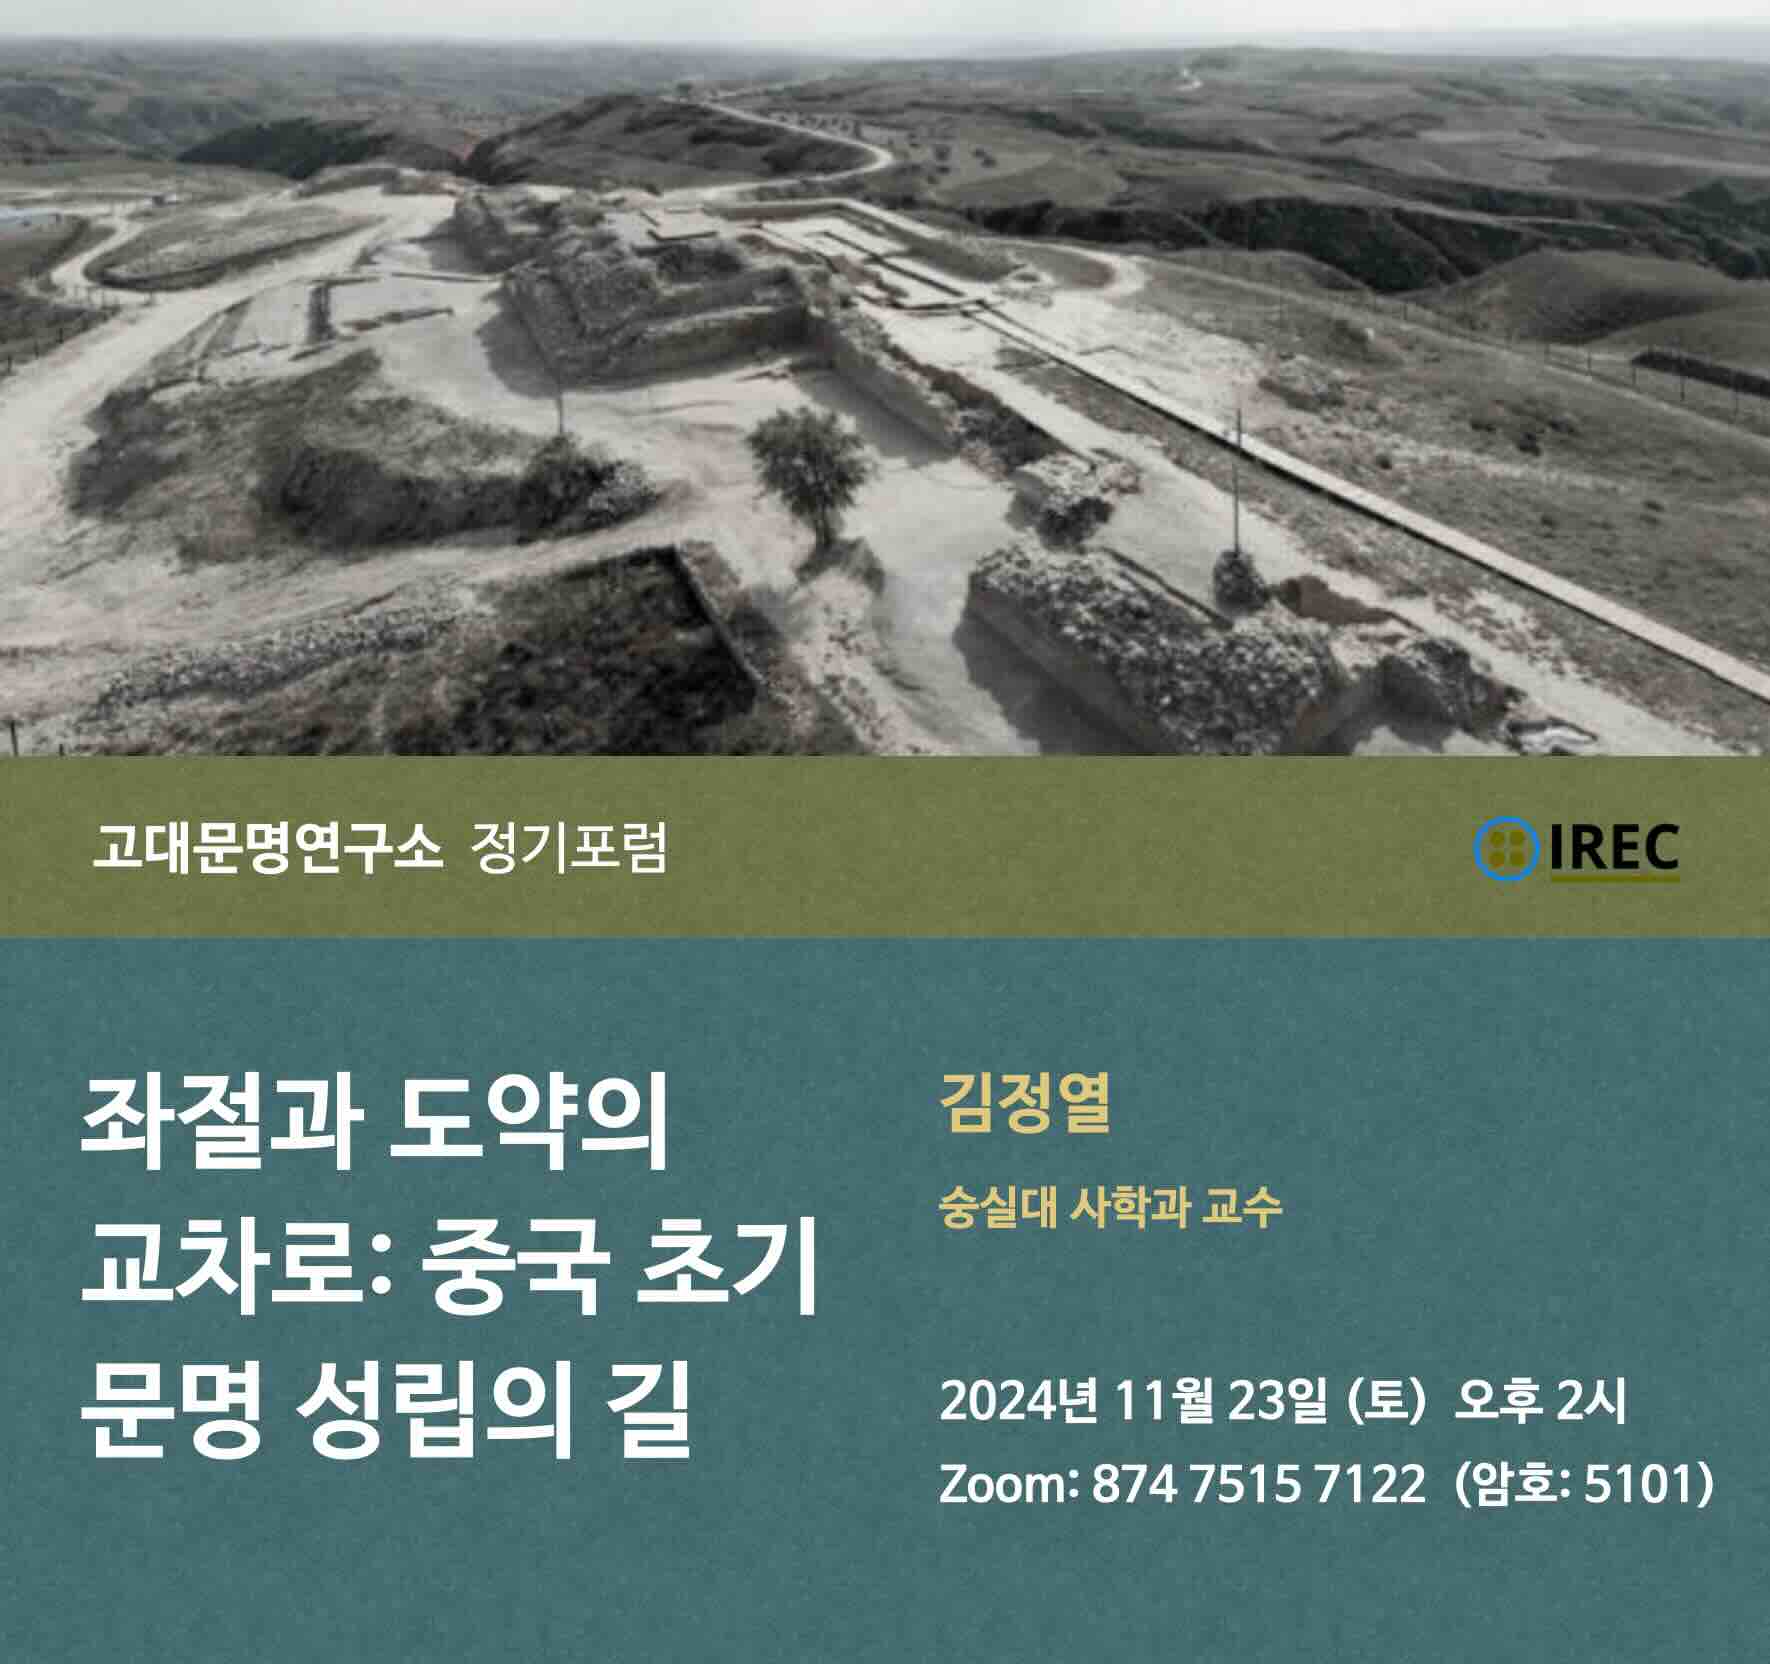 고대문명연구소 정기포럼
IREC
좌절과 도약의
교차로: 중국 초기
문명 성립의 길
김정열
숭실대 사학과 교수
2024년 11월 23일 (토) 오후 2시
Zoom: 874 7515 7122 (암호: 5101)